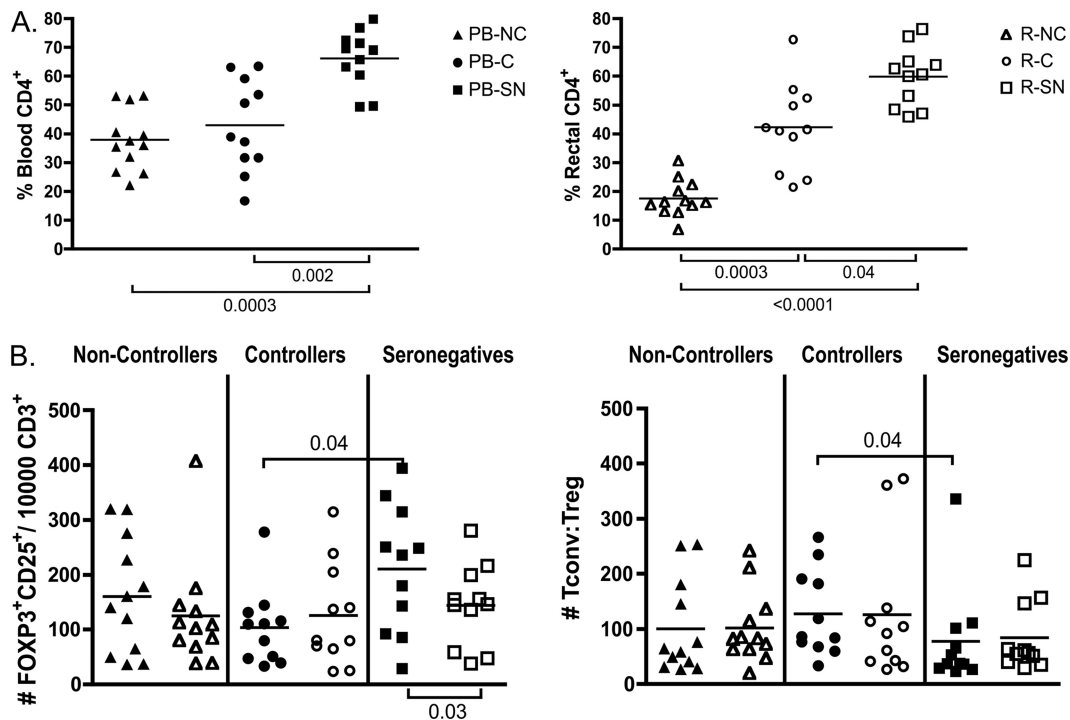 A.
% Blood CD4+
80
70
60
50
40
30
20
10
0
PB-NC
PB-C
PB-SN
0.002
0.0003
% Rectal CD4+
80
70
60
50
40
30
20
10
0
R-NC
R-C
R-SN
0.0003
0.04
<0.0001
B.
Non-Controllers
Controllers
Seronegatives
# FOXP3+CD25+/ 10000 CD3+
500
400
300
200
100
0
0.04
0.03
Non-Controllers
Controllers
Seronegatives
# Tconv:Treg
500
400
300
200
100
0
0.04